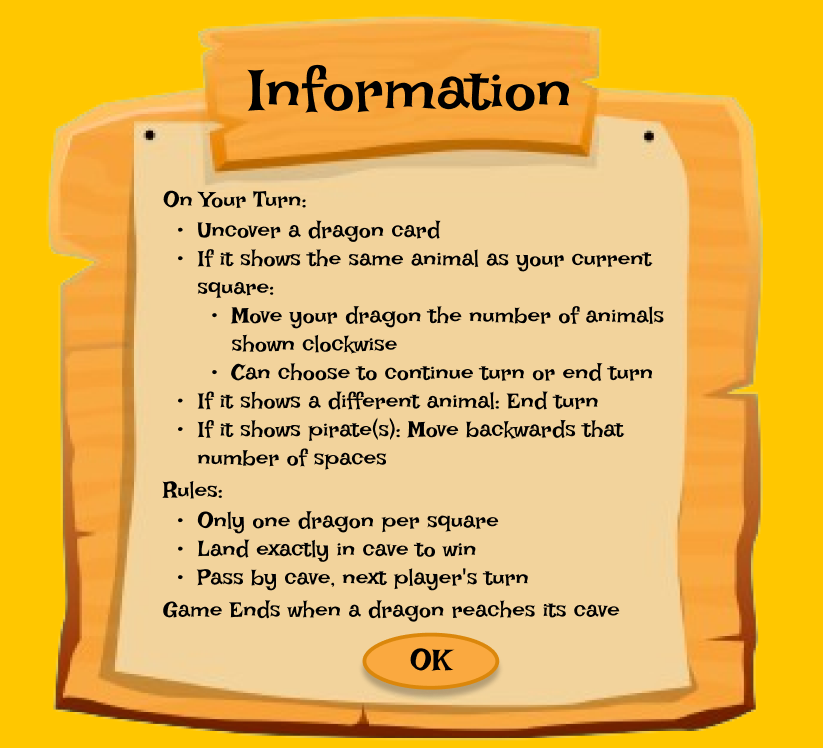 Information
On Your Turn:
• Uncover a dragon card
• If it shows the same animal as your current
square:
• Move your dragon the number of animals
shown clockwise
• Can choose to continue turn or end turn
• If it shows a different animal: End turn
• If it shows pirate(s): Move backwards that
number of spaces
Rules:
• Only one dragon per square
• Land exactly in cave to win
• Pass by cave, next player's turn
Game Ends when a dragon reaches its cave
OK